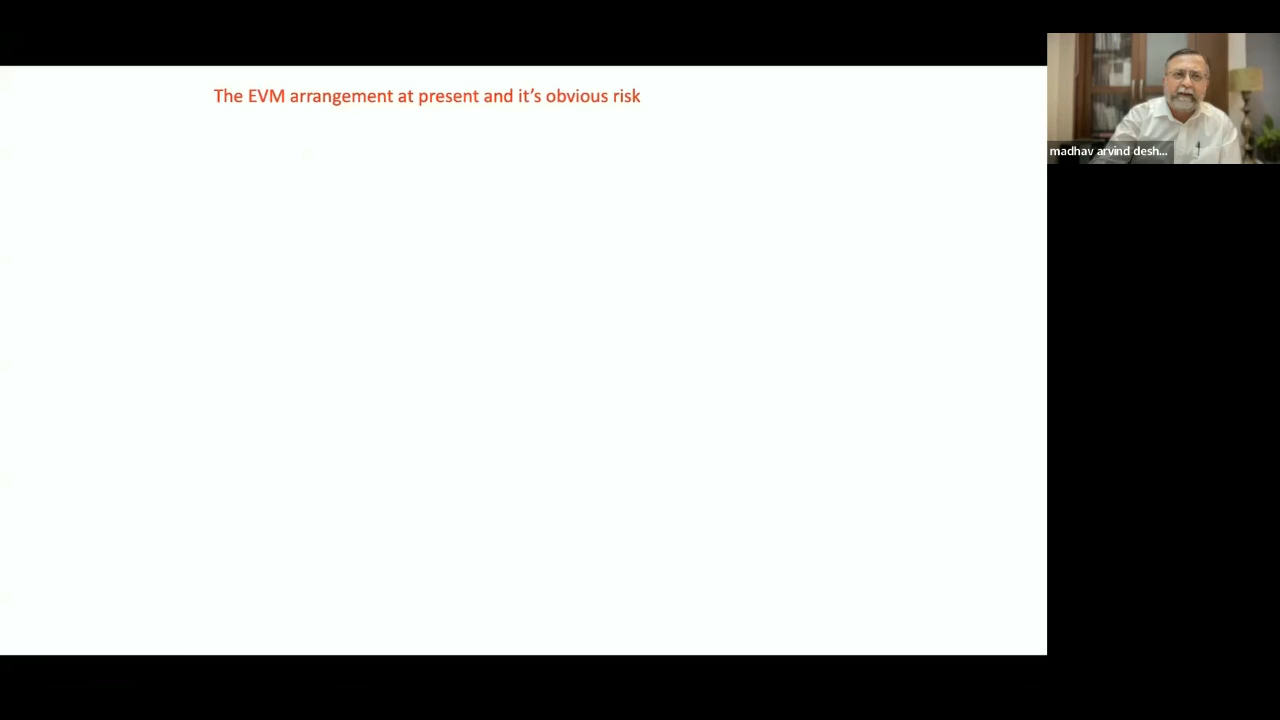 The EVM arrangement at present and it's obvious risk
madhav arvind desh...